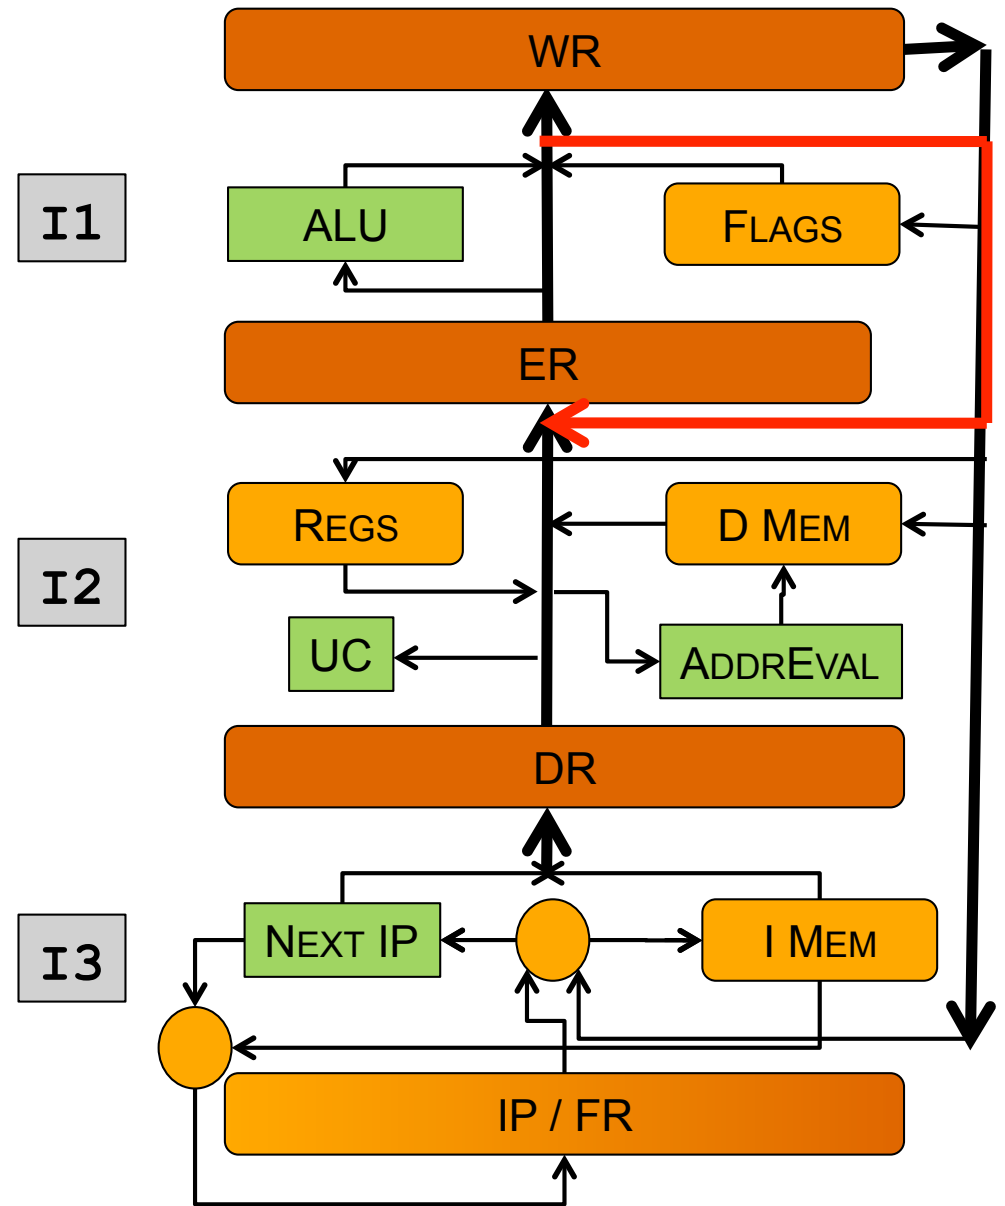 WR
I1
ALU
FLAGS
ER
REGS
D MEM
I2
UC
ADDREVAL
DR
I3
NEXT IP
I MEM
IP / FR